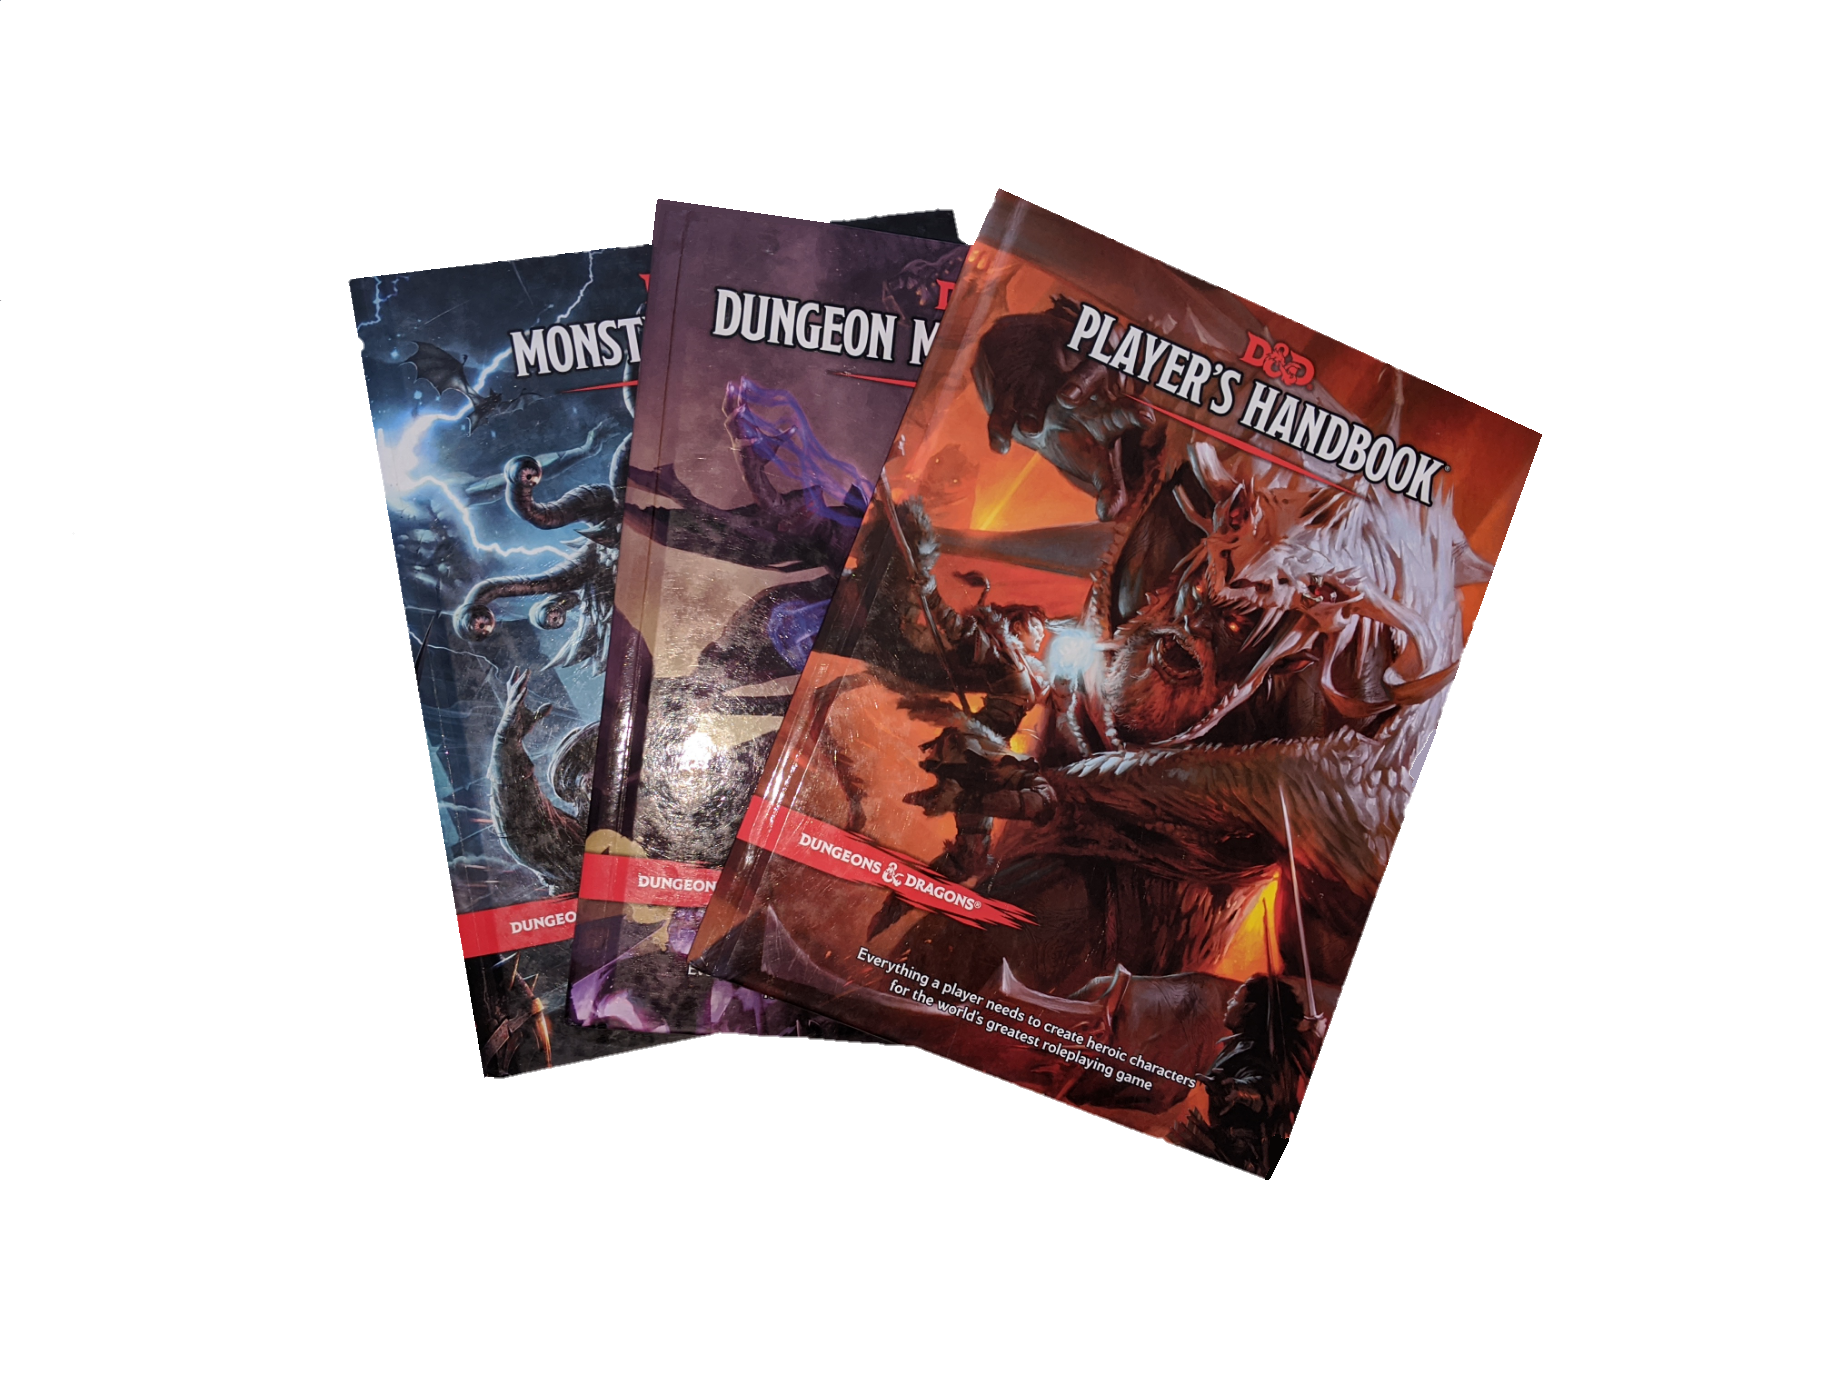 MONST
DUNGEO
DUNGEON M
DUNGEON
D&D
PLAYER'S HANDBOOK®
DUNGEONS & DRAGONS®
Everything a player needs to create heroic characters
for the world's greatest roleplaying game